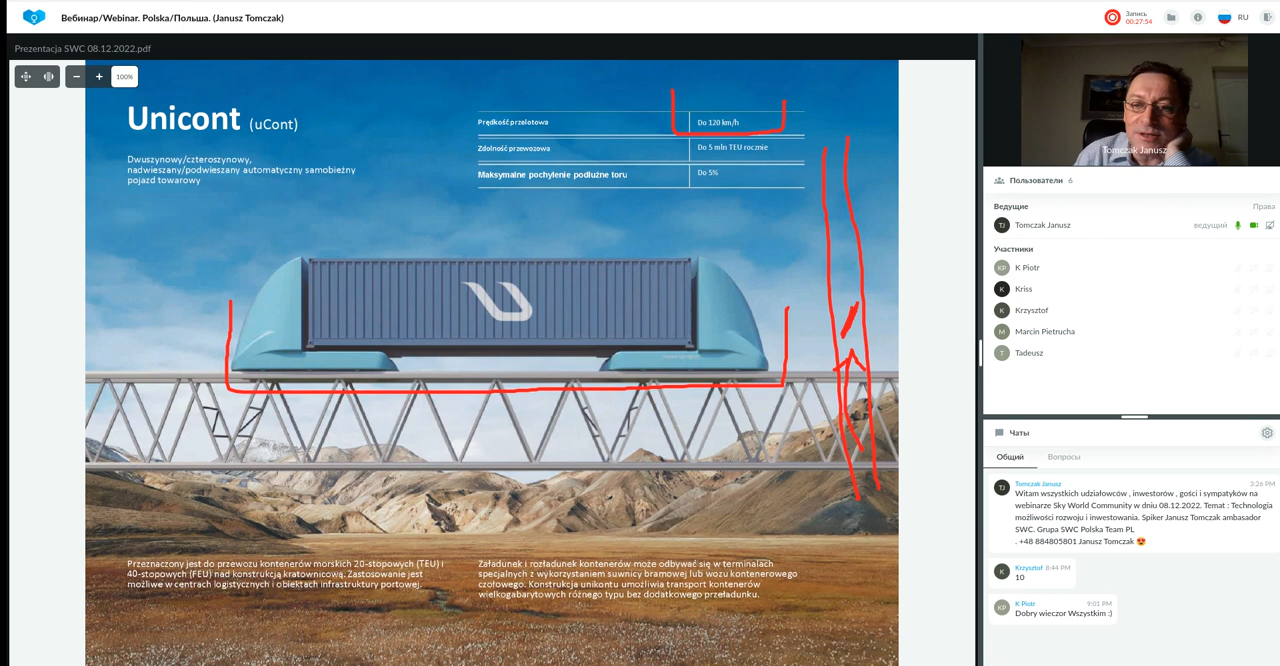 Вебинар/Webinar. Polska/Польша. (Janusz Tomczak)
Запись
00:27:54
RU
Prezentacja SWC 08.12.2022.pdf
100%
Unicont (uCont)
Dwuszynowy/czteroszynowy,
nadwieszany/podwieszany automatyczny samobieżny
pojazd towarowy
Prędkość przelotowa
Do 120 km/h
Zdolność przewozowa
Do 5 mln TEU rocznie
Maksymalne pochylenie podłużne toru
Do 5%
Przeznaczony jest do przewozu kontenerów morskich 20-stopowych (TEU) i
40-stopowych (FEU) nad konstrukcją kratownicową. Zastosowanie jest
możliwe w centrach logistycznych i obiektach infrastruktury portowej.
Załadunek i rozładunek kontenerów może odbywać się w terminalach
specjalnych z wykorzystaniem suwnicy bramowej lub wozu kontenerowego
czołowego. Konstrukcja unikontu umożliwia transport kontenerów
wielkogabarytowych różnego typu bez dodatkowego przeładunku.
Tomczak Janusz
Пользователи 6
Ведущие
Права
TJ
Tomczak Janusz
ведущий
Участники
KP
K Piotr
K
Kriss
K
Krzysztof
M
Marcin Pietrucha
T
Tadeusz
Чаты
Общий
Вопросы
TJ
Tomczak Janusz
3:26 PM
Witam wszystkich udziałowców , inwestorów , gości i sympatyków na
webinarze Sky World Community w dniu 08.12.2022. Temat : Technologia
możliwości rozwoju i inwestowania. Spiker Janusz Tomczak ambasador
SWC. Grupa SWC Polska Team PL
. +48 884805801 Janusz Tomczak 😍
K
Krzysztof 8:44 PM
10
KP
K Piotr
9:01 PM
Dobry wieczor Wszystkim :)